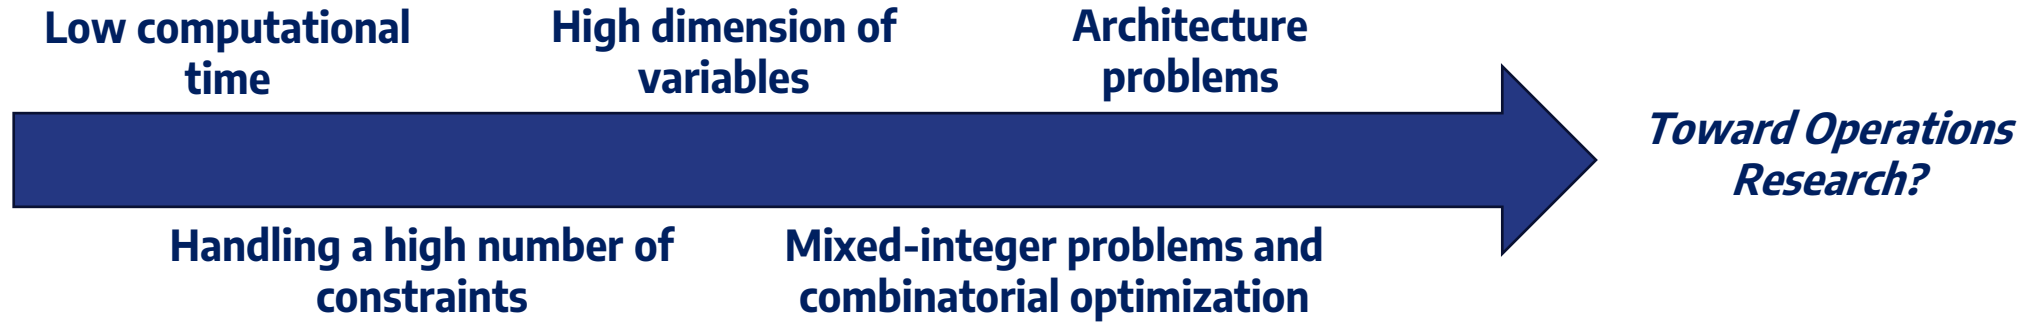 Low computational
time
High dimension of
variables
Architecture
problems
Toward Operations
Research?
Handling a high number of
constraints
Mixed-integer problems and
combinatorial optimization